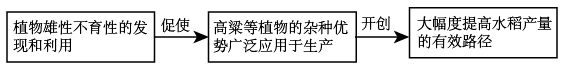 植物雄性不育性的发
现和利用
促使
高粱等植物的杂种优
势广泛应用于生产
开创
大幅度提高水稻产量
的有效路径